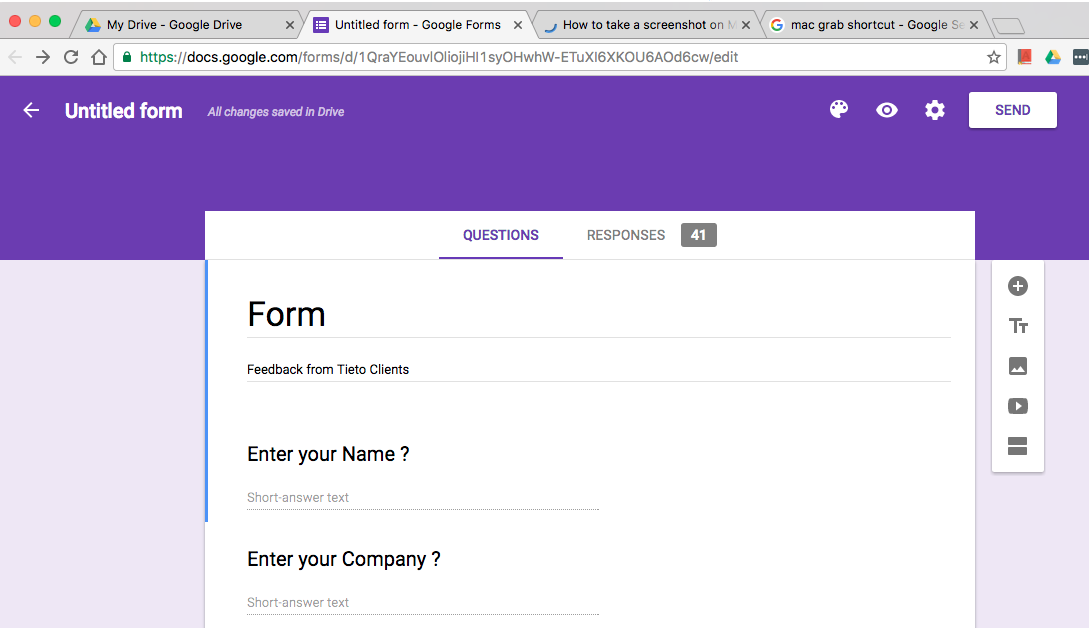 My Drive - Google Drive
Untitled form - Google Forms
How to take a screenshot on M
mac grab shortcut - Google Se
https://docs.google.com/forms/d/1QraYEouvlOliojiHI1syOHwhW-ETuXl6XKOU6AOd6cw/edit
Untitled form
All changes saved in Drive
SEND
QUESTIONS
RESPONSES 41
Form
Feedback from Tieto Clients
Enter your Name ?
Short-answer text
Enter your Company ?
Short-answer text